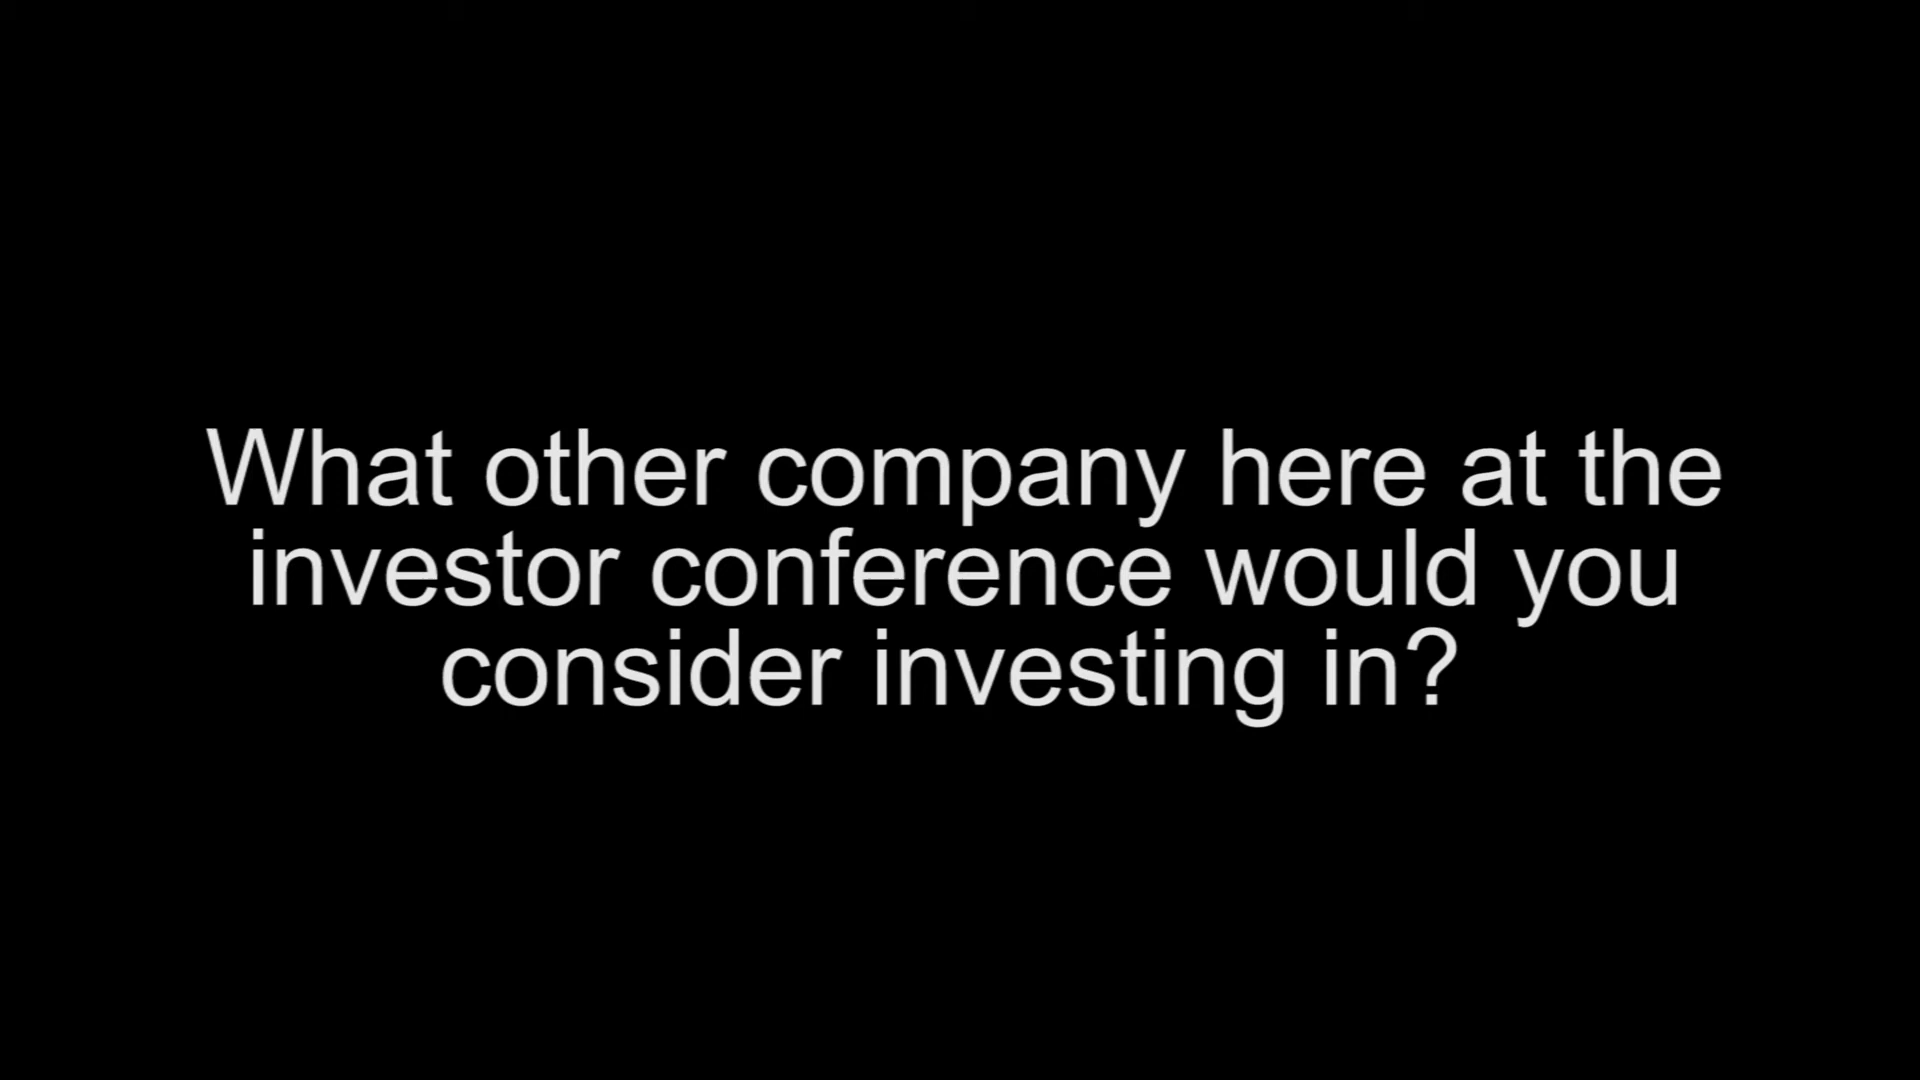 What other company here at the
investor conference would you
consider investing in?